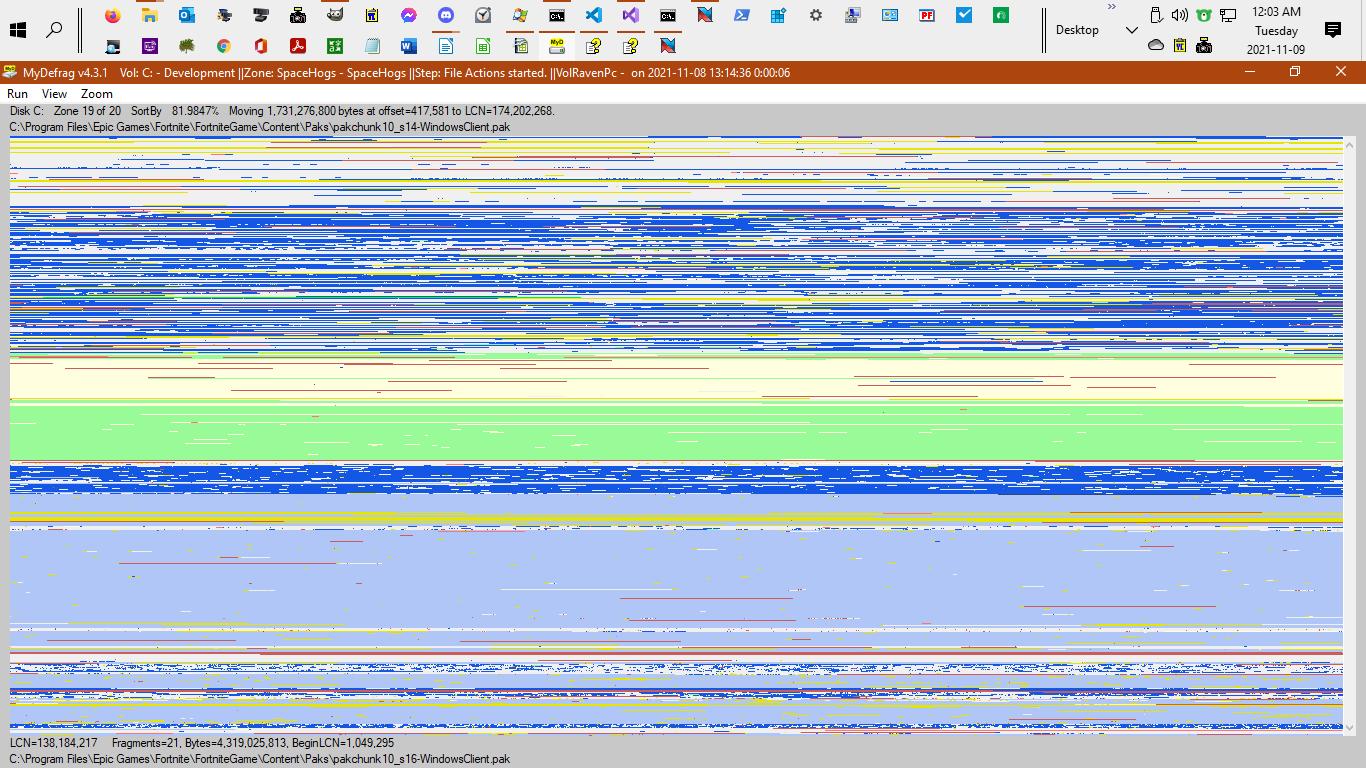 12:03 AM
Desktop
Tuesday
2021-11-09
MyDefrag v4.3.1 Vol: C: - Development ||Zone: SpaceHogs - SpaceHogs ||Step: File Actions started. ||VolRavenPc - on 2021-11-08 13:14:36 0:00:06
Run View Zoom
Disk C: Zone 19 of 20 SortBy 81.9847% Moving 1,731,276,800 bytes at offset=417,581 to LCN=174,202,268.
C:\Program Files\Epic Games\Fortnite\FortniteGame\Content\Paks\pakchunk10_s14-WindowsClient.pak
LCN=138,184,217 Fragments=21, Bytes=4,319,025,813, BeginLCN=1,049,295
C:\Program Files\Epic Games\Fortnite\FortniteGame\Content\Paks\pakchunk10_s16-WindowsClient.pak